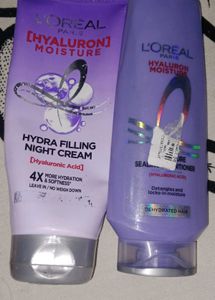 L'ORÉAL
PARIS
[HYALURON]
MOISTURE
HYDRA FILLING
NIGHT CREAM
[Hyaluronic Acid]
4X MORE HYDRATION
& SOFTNESS*
LEAVE IN / NO WEIGH DOWN
L'ORÉAL
PARIS
HYALURON
MOISTURE
[HYALURONIC ACID]
Detangles and
locks-in moisture
DEHYDRATED HAIR